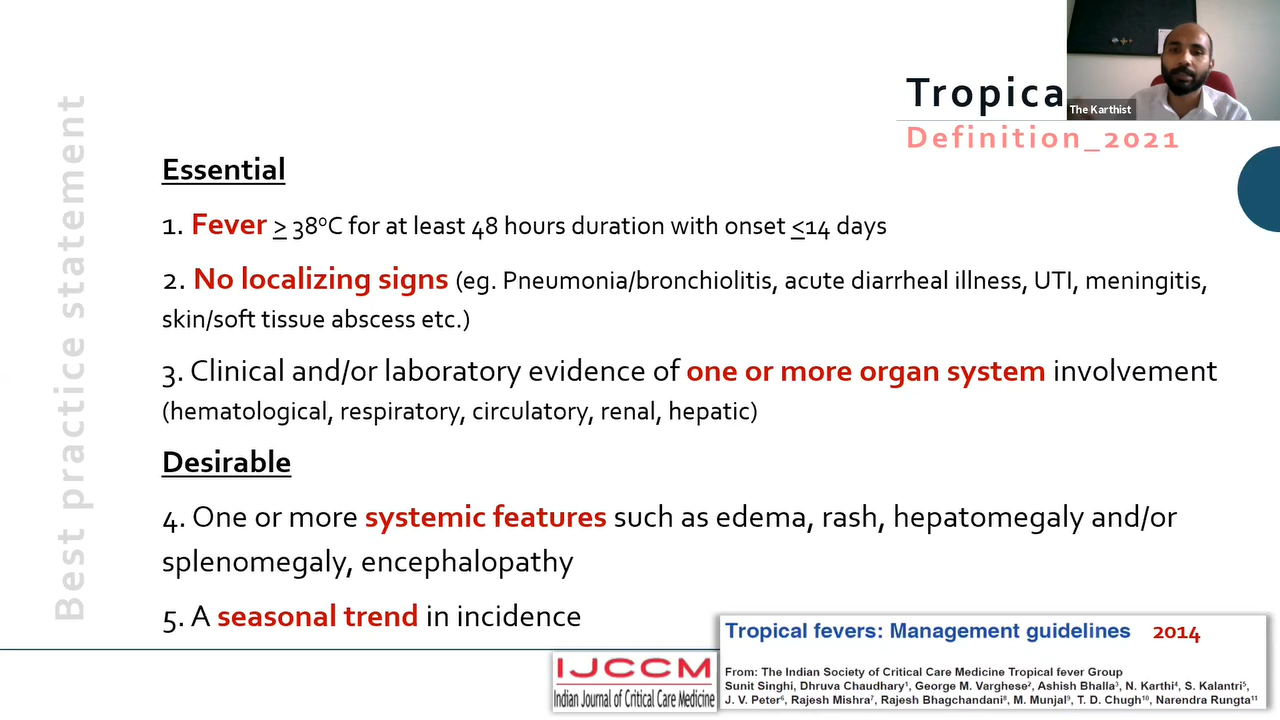 Tropica
The Karthist
Definition_2021
Best practice statement
Essential
1. Fever ≥ 38⁰C for at least 48 hours duration with onset ≤14 days
2. No localizing signs (eg. Pneumonia/bronchiolitis, acute diarrheal illness, UTI, meningitis,
skin/soft tissue abscess etc.)
3. Clinical and/or laboratory evidence of one or more organ system involvement
(hematological, respiratory, circulatory, renal, hepatic)
Desirable
4. One or more systemic features such as edema, rash, hepatomegaly and/or
splenomegaly, encephalopathy
5. A seasonal trend in incidence
Tropical fevers: Management guidelines 2014
From: The Indian Society of Critical Care Medicine Tropical fever Group
Sunit Singhi, Dhruva Chaudhary¹, George M. Varghese², Ashish Bhalla³, N. Karthi⁴, S. Kalantri⁵,
J. V. Peter⁶, Rajesh Mishra⁷, Rajesh Bhagchandani⁸, M. Munjal⁹, T. D. Chugh¹⁰, Narendra Rungta¹¹
IJCCM
Indian Journal of Critical Care Medicine